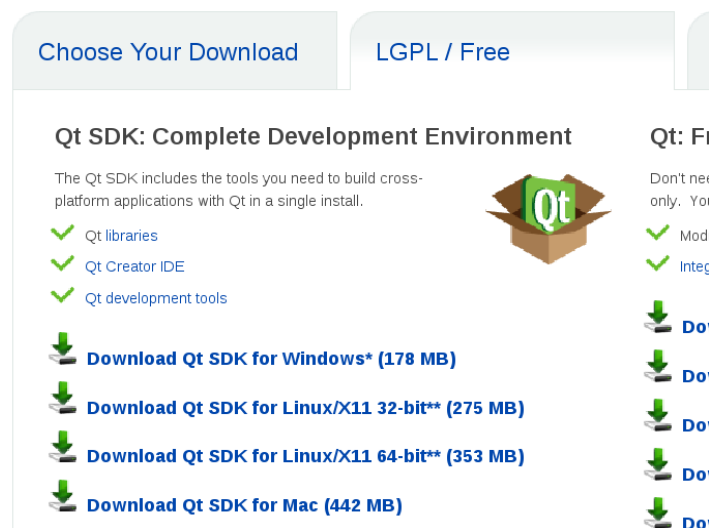 Choose Your Download
LGPL / Free
Qt SDK: Complete Development Environment
The Qt SDK includes the tools you need to build cross-
platform applications with Qt in a single install.
Qt
Qt libraries
Qt Creator IDE
Qt development tools
Download Qt SDK for Windows* (178 MB)
Download Qt SDK for Linux/X11 32-bit** (275 MB)
Download Qt SDK for Linux/X11 64-bit** (353 MB)
Download Qt SDK for Mac (442 MB)
Qt:
Don't
only.